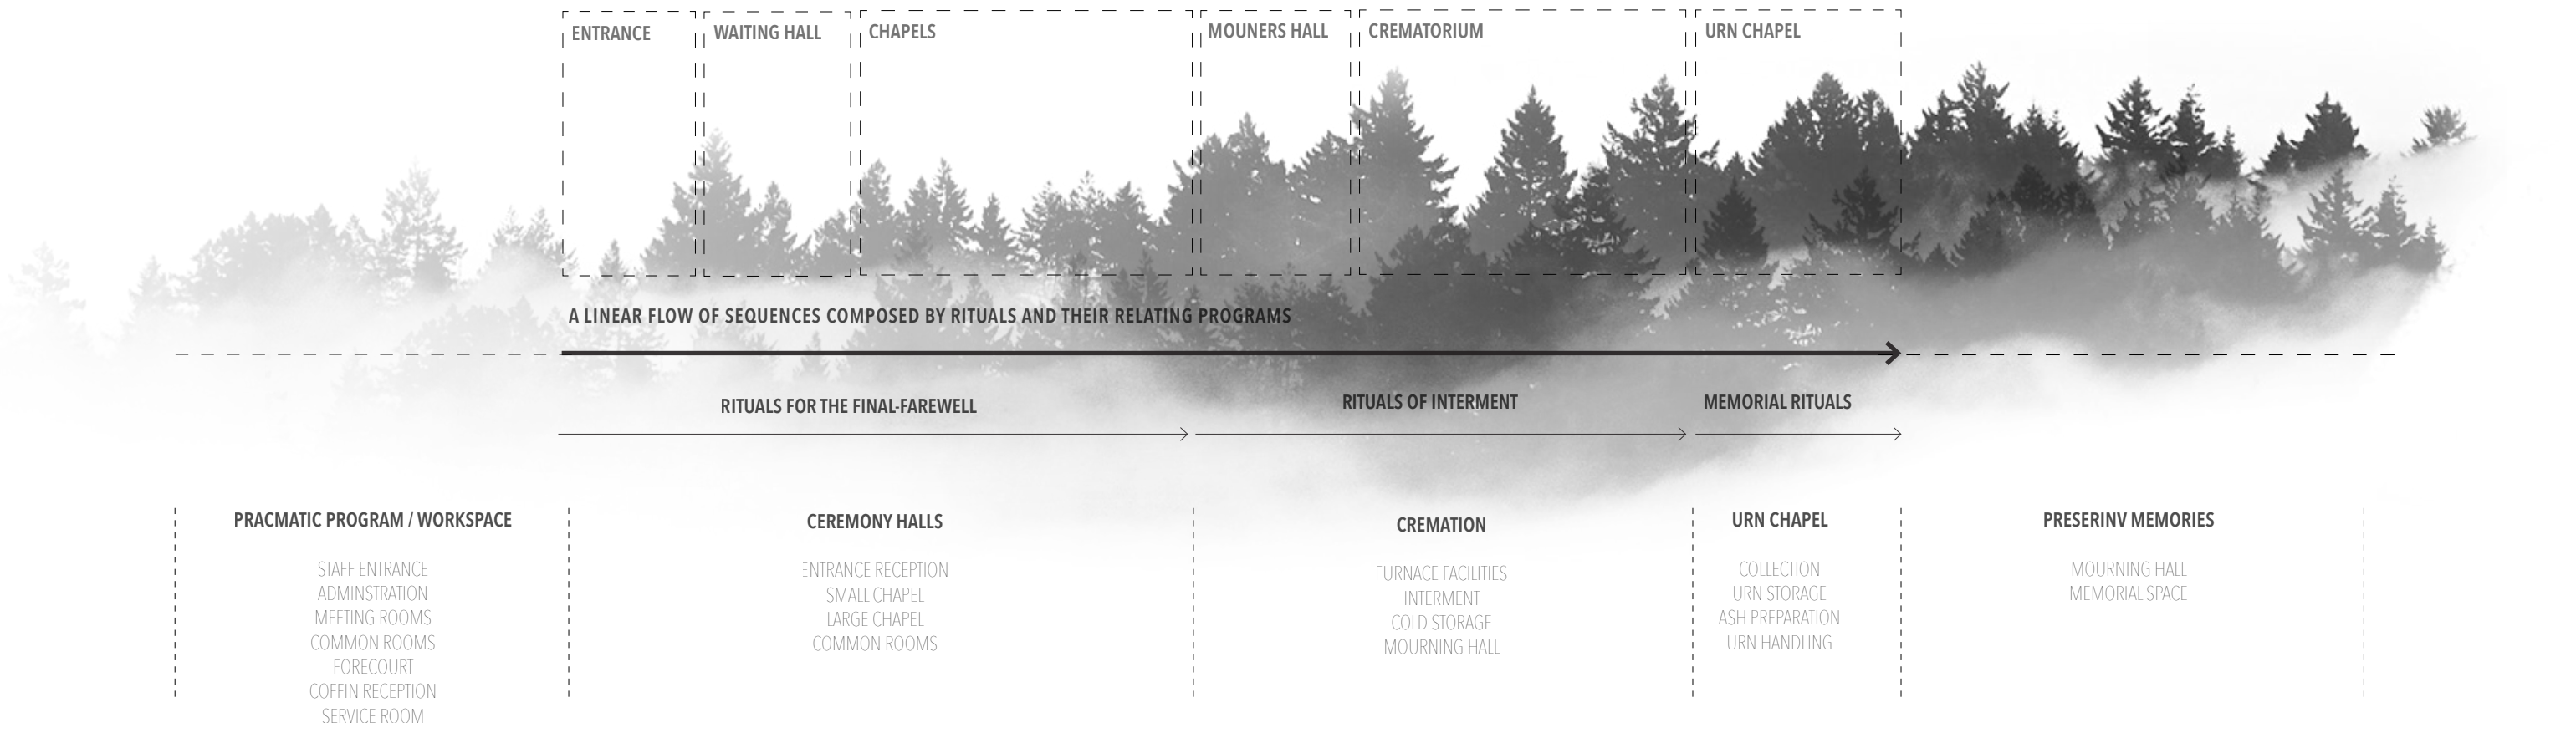 ENTRANCE
WAITING HALL
CHAPELS
MOUNERS HALL
CREMATORIUM
URN CHAPEL
A LINEAR FLOW OF SEQUENCES COMPOSED BY RITUALS AND THEIR RELATING PROGRAMS
RITUALS FOR THE FINAL-FAREWELL
RITUALS OF INTERMENT
MEMORIAL RITUALS
PRACMATIC PROGRAM / WORKSPACE
STAFF ENTRANCE
ADMINSTRATION
MEETING ROOMS
COMMON ROOMS
FORECOURT
COFFIN RECEPTION
SERVICE ROOM
CEREMONY HALLS
ENTRANCE RECEPTION
SMALL CHAPEL
LARGE CHAPEL
COMMON ROOMS
CREMATION
FURNACE FACILITIES
INTERMENT
COLD STORAGE
MOURNING HALL
URN CHAPEL
COLLECTION
URN STORAGE
ASH PREPARATION
URN HANDLING
PRESERINV MEMORIES
MOURNING HALL
MEMORIAL SPACE